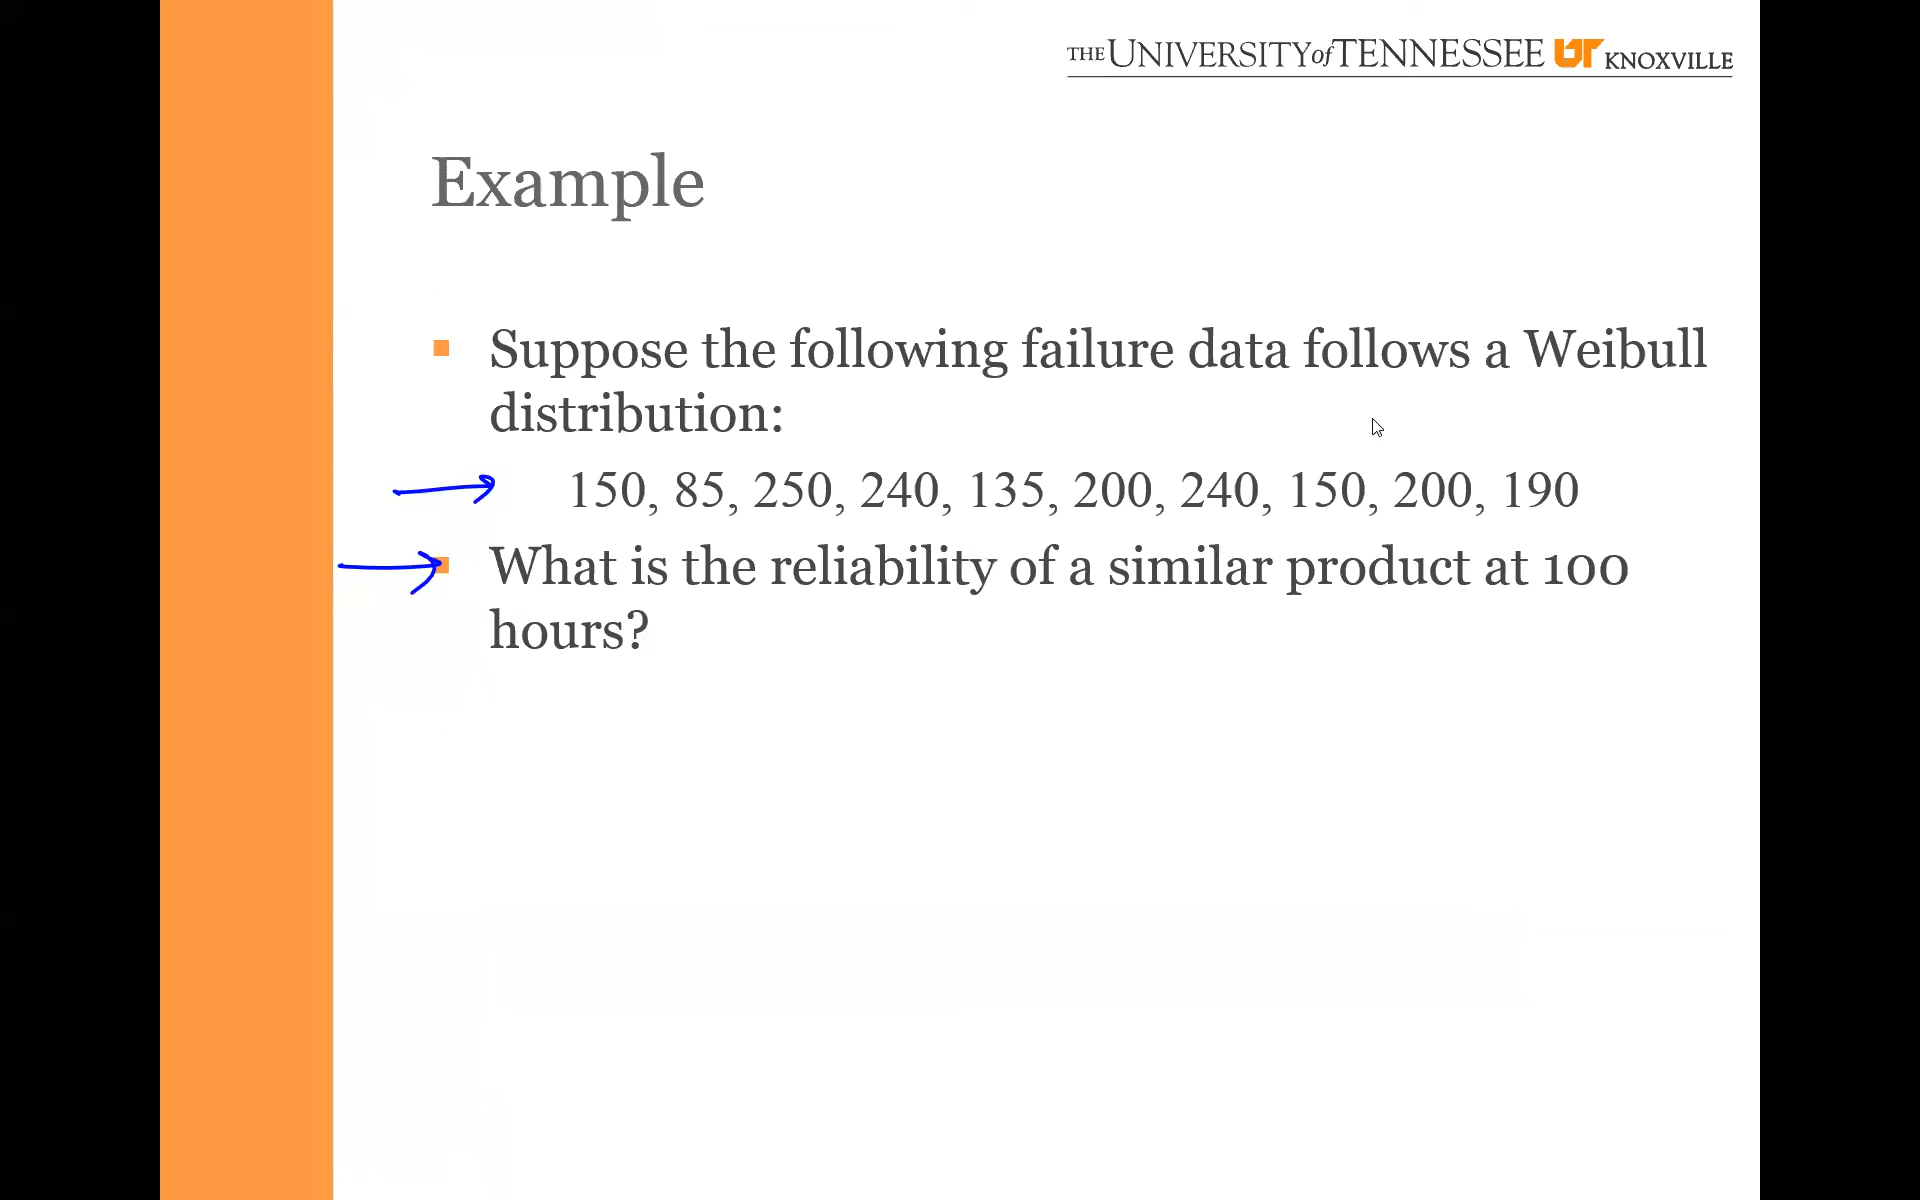 THE UNIVERSITY of TENNESSEE UT KNOXVILLE
Example
Suppose the following failure data follows a Weibull
distribution:
150, 85, 250, 240, 135, 200, 240, 150, 200, 190
What is the reliability of a similar product at 100
hours?